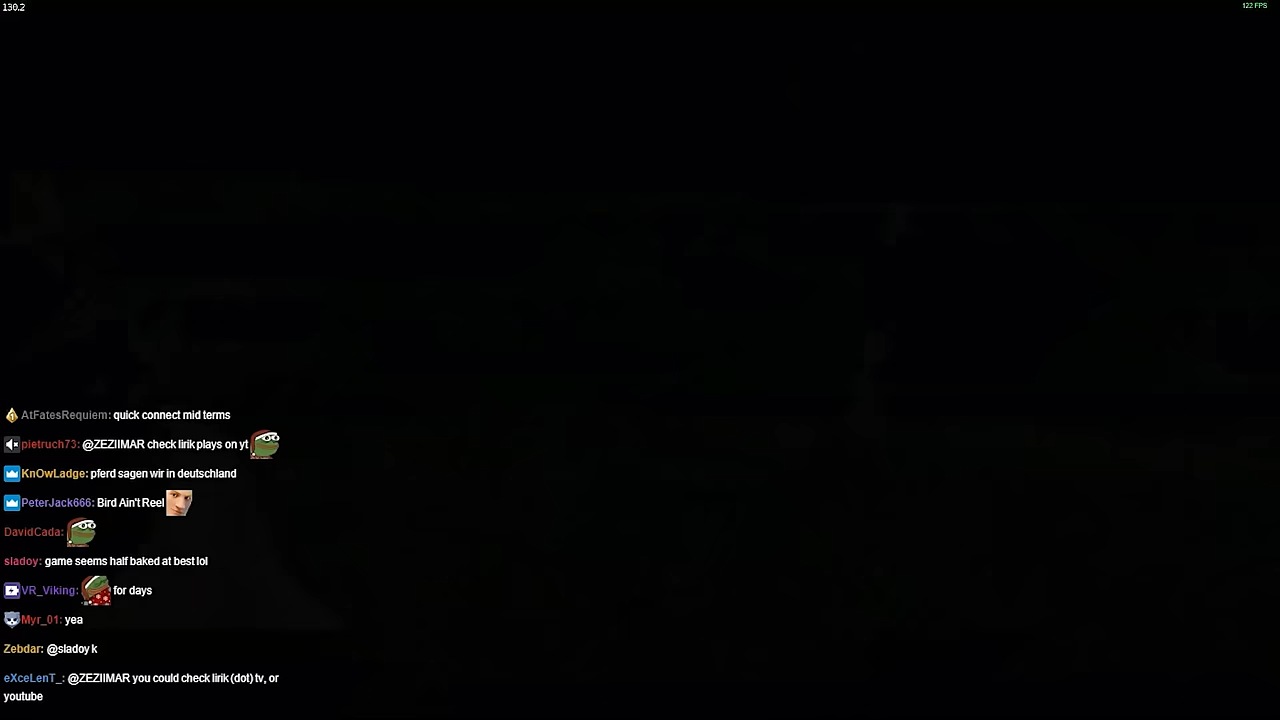 130.2
122 FPS
AtFatesRequiem: quick connect mid terms
pietruch73: @ZEZIIMAR check lirik plays on yt
KnOwLadge: pferd sagen wir in deutschland
PeterJack666: Bird Ain't Reel
DavidCada:
sladoy: game seems half baked at best lol
VR_Viking: for days
Myr_01: yea
Zebdar: @sladoy k
eXceLenT_: @ZEZIIMAR you could check lirik (dot) tv, or
youtube